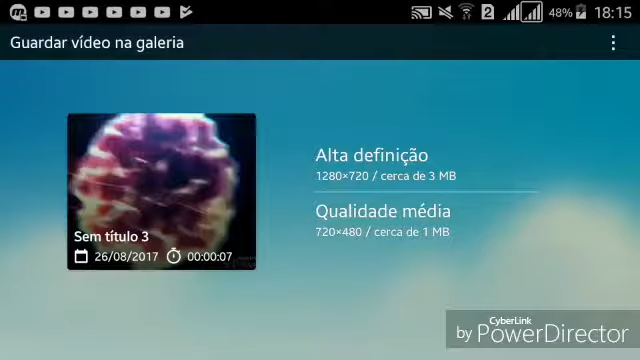 2
48%
18:15
Guardar vídeo na galeria
Sem título 3
26/08/2017
00:00:07
Alta definição
1280×720 / cerca de 3 MB
Qualidade média
720×480 / cerca de 1 MB
CyberLink
by PowerDirector